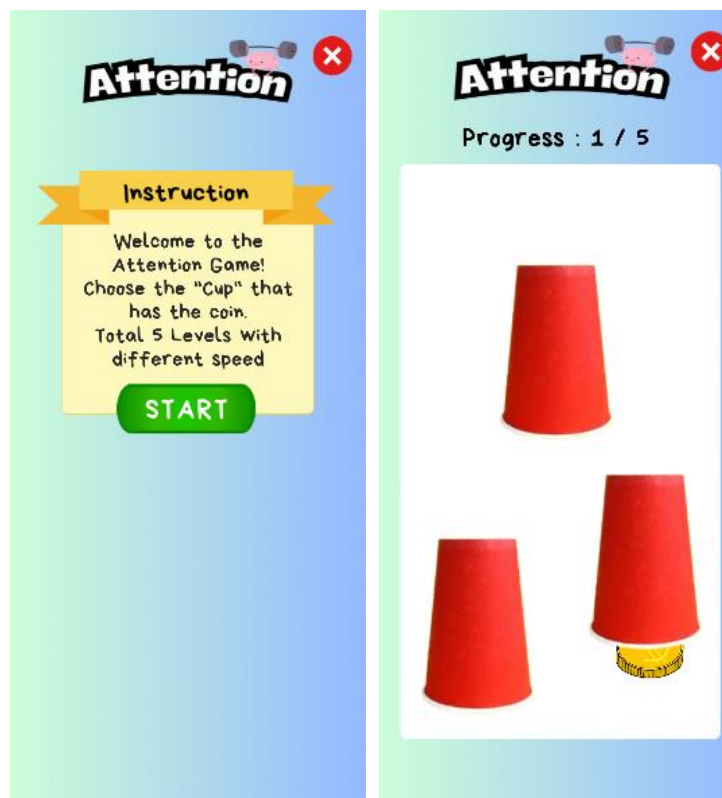 Attention
Instruction
Welcome to the
Attention Game!
Choose the "Cup" that
has the coin.
Total 5 Levels with
different speed
START
Attention
Progress : 1 / 5